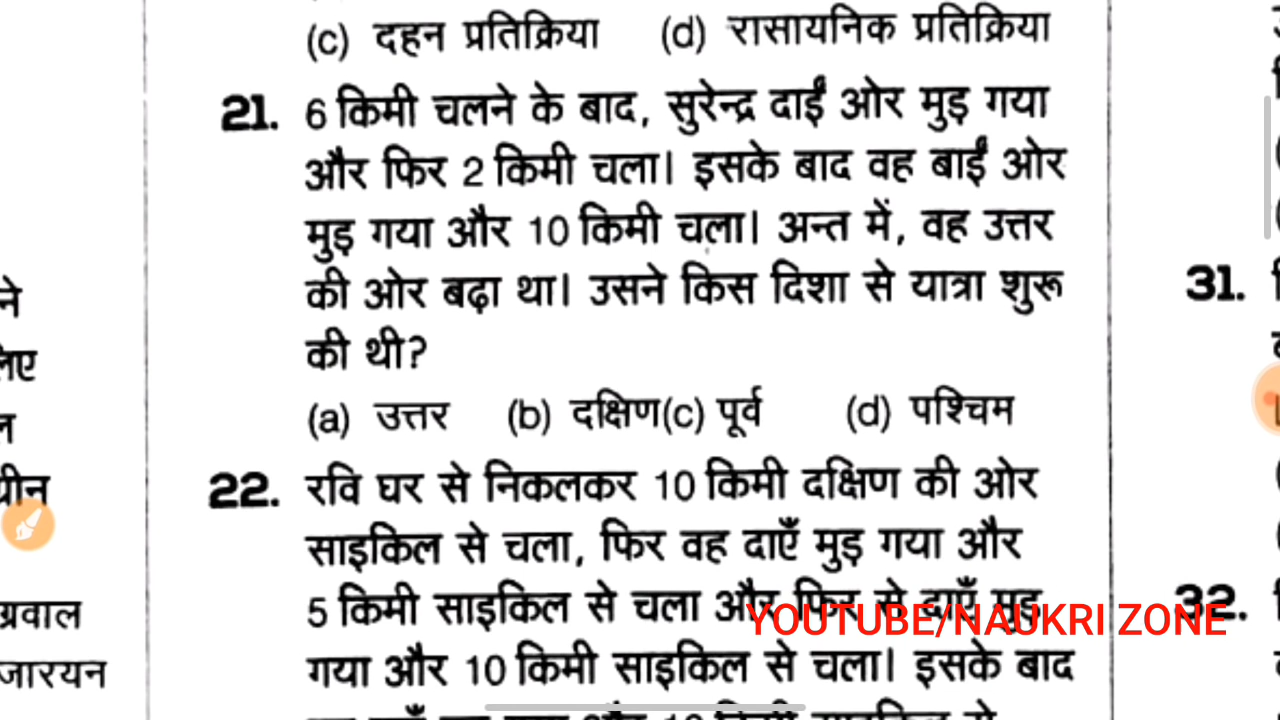 (c) दहन प्रतिक्रिया (d) रासायनिक प्रतिक्रिया
21. 6 किमी चलने के बाद, सुरेन्द्र दाईं ओर मुड़ गया
और फिर 2 किमी चला। इसके बाद वह बाईं ओर
मुड़ गया और 10 किमी चला। अन्त में, वह उत्तर
की ओर बढ़ा था। उसने किस दिशा से यात्रा शुरू
की थी?
(a) उत्तर (b) दक्षिण(c) पूर्व (d) पश्चिम
22. रवि घर से निकलकर 10 किमी दक्षिण की ओर
साइकिल से चला, फिर वह दाएँ मुड़ गया और
5 किमी साइकिल से चला और फिर से दाएँ मुड़
गया और 10 किमी साइकिल से चला। इसके बाद
ने
ग्रवाल
जारयन
31.
32.
YOUTUBE/NAUKRI ZONE